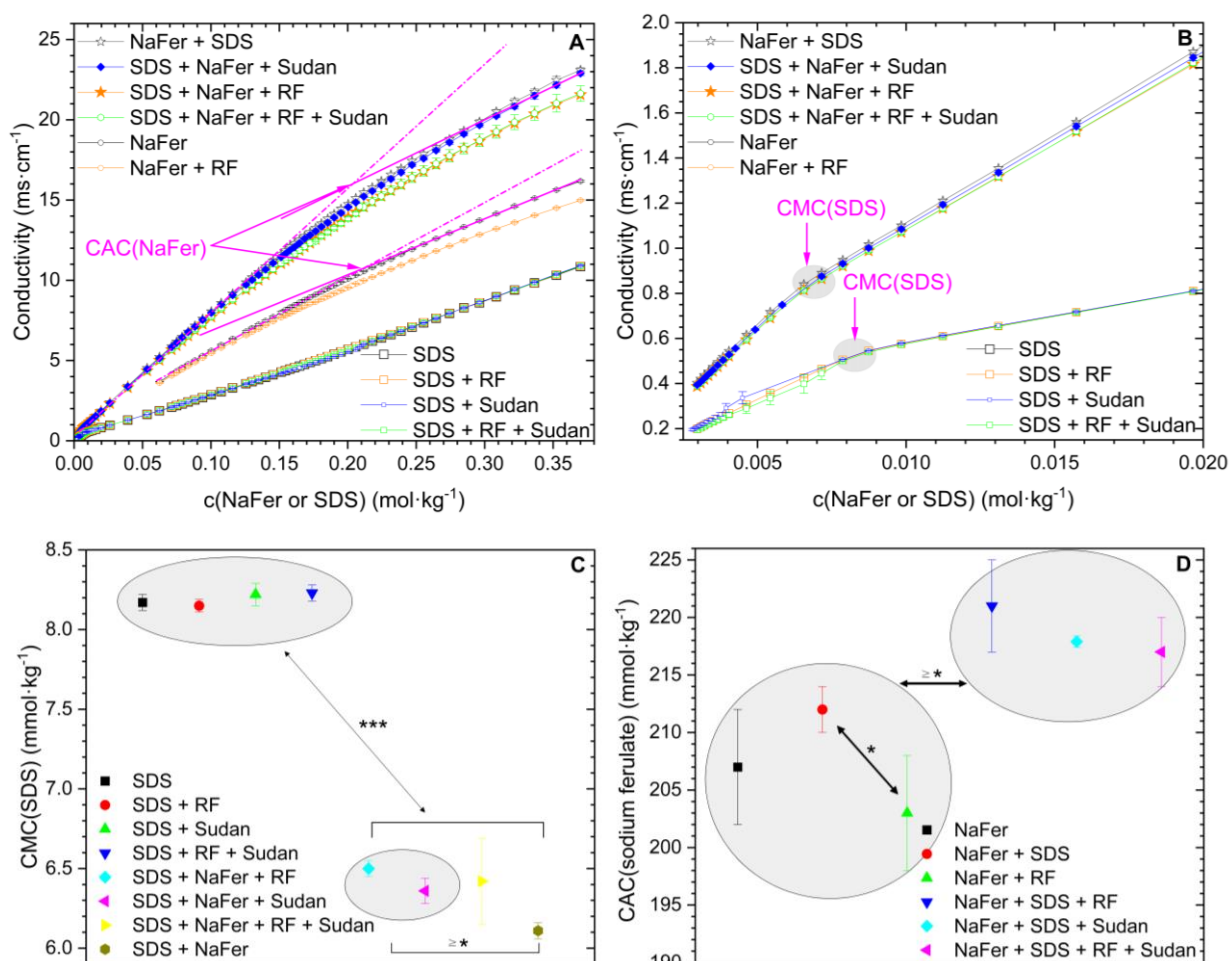 A
25
20
15
10
5
0
Conductivity (ms·cm⁻¹)
NaFer + SDS
SDS + NaFer + Sudan
SDS + NaFer + RF
SDS + NaFer + RF + Sudan
NaFer
NaFer + RF
CAC(NaFer)
SDS
SDS + RF
SDS + Sudan
SDS + RF + Sudan
0.00 0.05 0.10 0.15 0.20 0.25 0.30 0.35
c(NaFer or SDS) (mol·kg⁻¹)
B
2.0
1.8
1.6
1.4
1.2
1.0
0.8
0.6
0.4
0.2
Conductivity (ms·cm⁻¹)
NaFer + SDS
SDS + NaFer + Sudan
SDS + NaFer + RF
SDS + NaFer + RF + Sudan
NaFer
NaFer + RF
CMC(SDS)
CMC(SDS)
SDS
SDS + RF
SDS + Sudan
SDS + RF + Sudan
0.005 0.010 0.015 0.020
c(NaFer or SDS) (mol·kg⁻¹)
C
8.5
8.0
7.5
7.0
6.5
6.0
CMC(SDS) (mmol·kg⁻¹)
***
SDS
SDS + RF
SDS + Sudan
SDS + RF + Sudan
SDS + NaFer + RF
SDS + NaFer + Sudan
SDS + NaFer + RF + Sudan
SDS + NaFer
≥ *
D
225
220
215
210
205
200
195
190
CAC(sodium ferulate) (mmol·kg⁻¹)
≥ *
*
NaFer
NaFer + SDS
NaFer + RF
NaFer + SDS + RF
NaFer + SDS + Sudan
NaFer + SDS + RF + Sudan